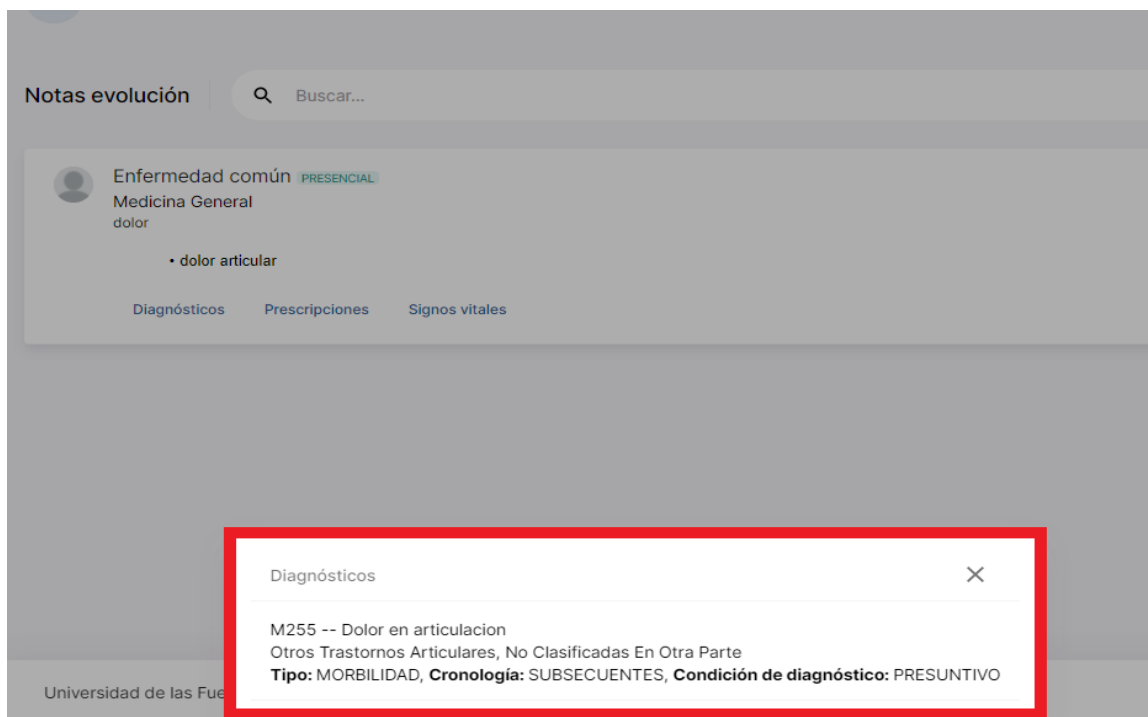 Notas evolución
Buscar...
Enfermedad común PRESENCIAL
Medicina General
dolor
• dolor articular
Diagnósticos Prescripciones Signos vitales
Diagnósticos
M255 -- Dolor en articulacion
Otros Trastornos Articulares, No Clasificadas En Otra Parte
Tipo: MORBILIDAD, Cronología: SUBSECUENTES, Condición de diagnóstico: PRESUNTIVO
Universidad de las Fue